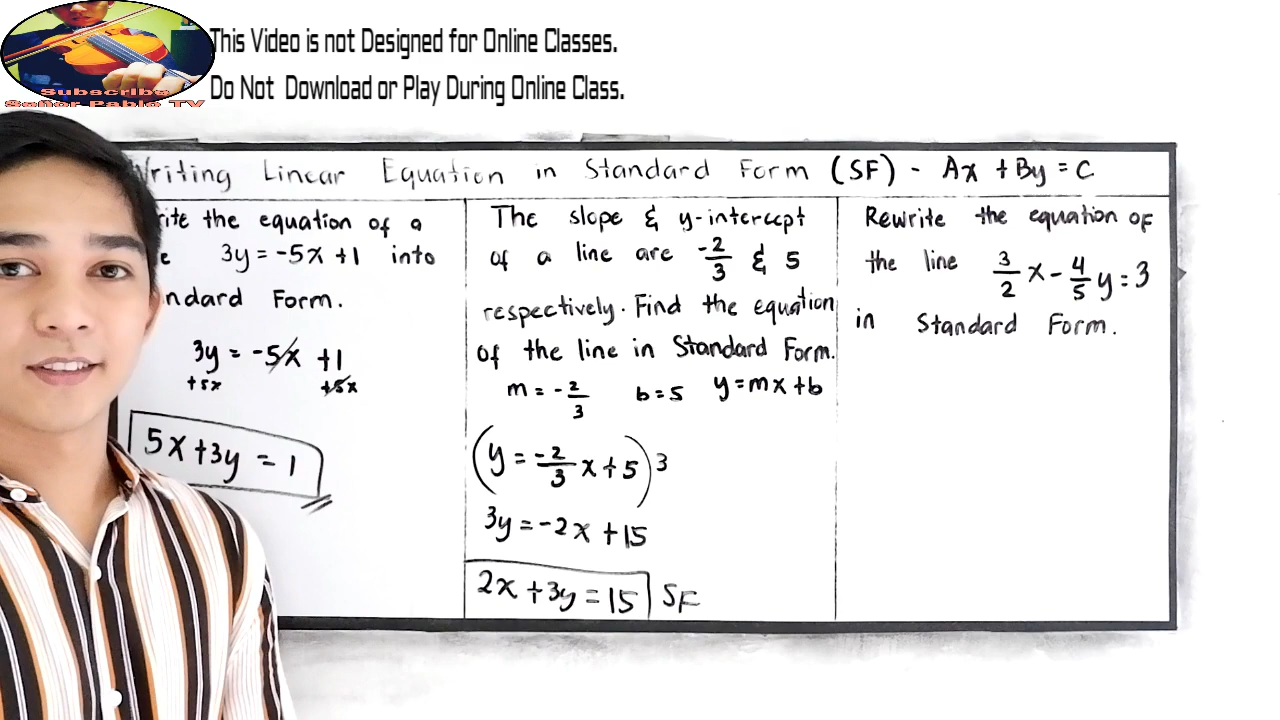 This Video is not Designed for Online Classes.
Do Not Download or Play During Online Class.
Subscribe
Señor Pablo TV
Writing Linear Equation in Standard Form (SF) - Ax + By = C
the equation of a
3y = -5x + 1 into
Form.
3y = -5x + 1
+5x +5x
5x + 3y = 1
The slope & y-intercept
of a line are -2/3 & 5
respectively. Find the equation
of the line in Standard Form.
m = -2/3 b = 5 y = mx + b
(y = -2/3 x + 5) 3
3y = -2x + 15
2x + 3y = 15 SF
Rewrite the equation of
the line 3/2 x - 4/5 y = 3
in Standard Form.